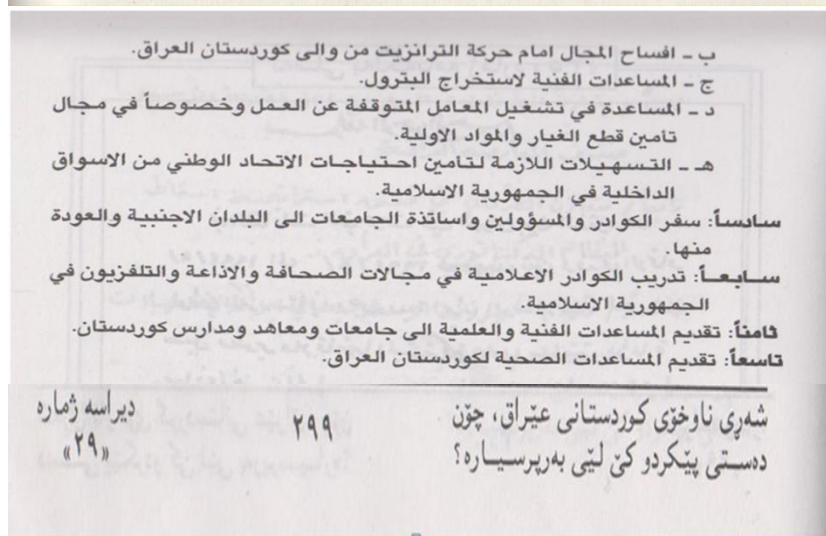 ب ـ افساح المجال امام حركة الترانزيت من والى كوردستان العراق.
ج ـ المساعدات الفنية لاستخراج البترول.
د ـ المساعدة في تشغيل المعامل المتوقفة عن العمل وخصوصاً في مجال
تأمين قطع الغيار والمواد الاولية.
هـ ـ التسهيلات اللازمة لتأمين احتياجات الاتحاد الوطني من الاسواق
الداخلية في الجمهورية الاسلامية.
سادساً: سفر الكوادر والمسؤولين واساتذة الجامعات الى البلدان الاجنبية والعودة
منها.
سابعاً: تدريب الكوادر الاعلامية في مجالات الصحافة والاذاعة والتلفزيون في
الجمهورية الاسلامية.
ثامناً: تقديم المساعدات الفنية والعلمية الى جامعات ومعاهد ومدارس كوردستان.
تاسعاً: تقديم المساعدات الصحية لكوردستان العراق.
شەڕی ناوخۆی کوردستانی عێراق، چۆن
دەستی پێکردو کێ لێی بەرپرسیارە؟
٢٩٩
دیراسە ژمارە
«٢٩»